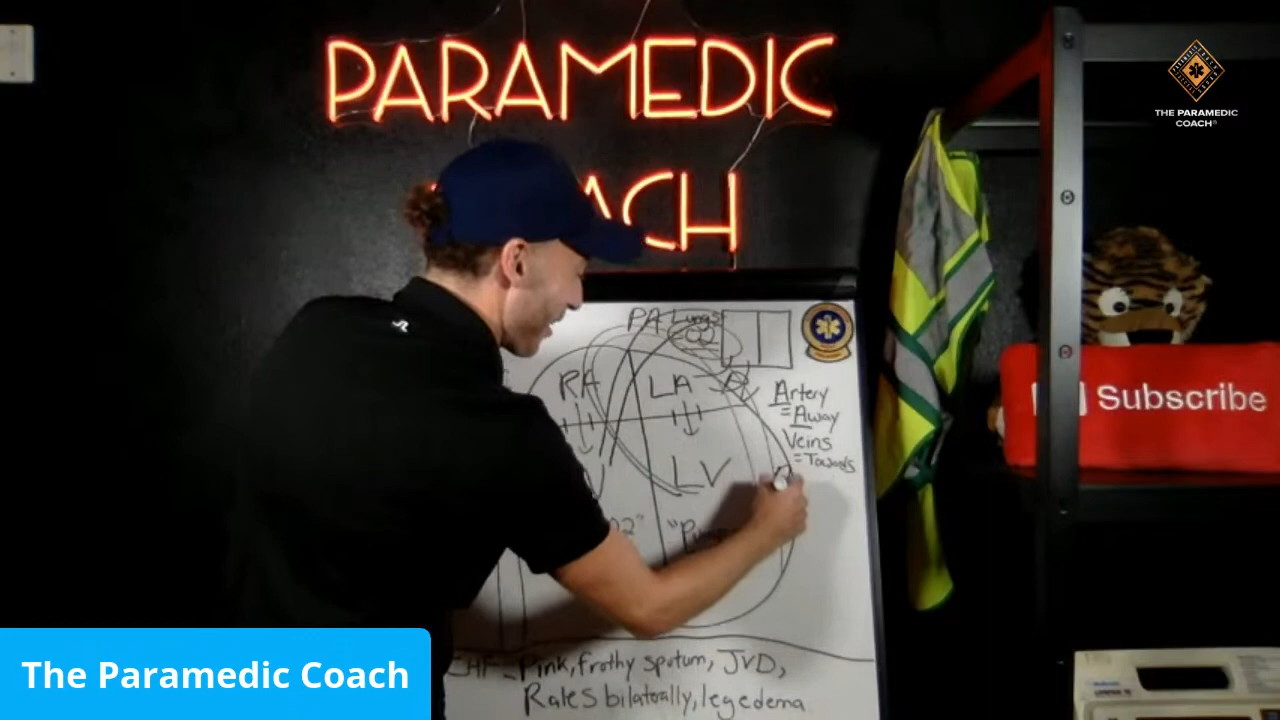 PARAMEDIC
THE PARAMEDIC
COACH®
ACH
PA Lungs
RA
LA
Artery
= Away
Veins
= Towards
LV
Subscribe
CHF - Pink, frothy sputum, JVD,
Rales bilaterally, leg edema
The Paramedic Coach